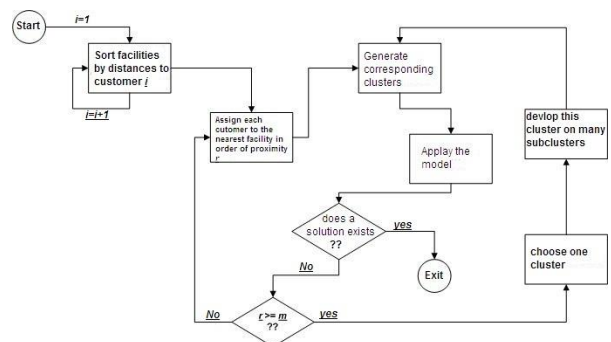 Start
i=1
Sort facilities
by distances to
customer i
i=i+1
Assign each
cutomer to the
nearest facility in
order of proximity
r
Generate
corresponding
clusters
Applay the
model
does a
solution exists
??
yes
Exit
No
r >= m
??
No
yes
choose one
cluster
devlop this
cluster on many
subclusters